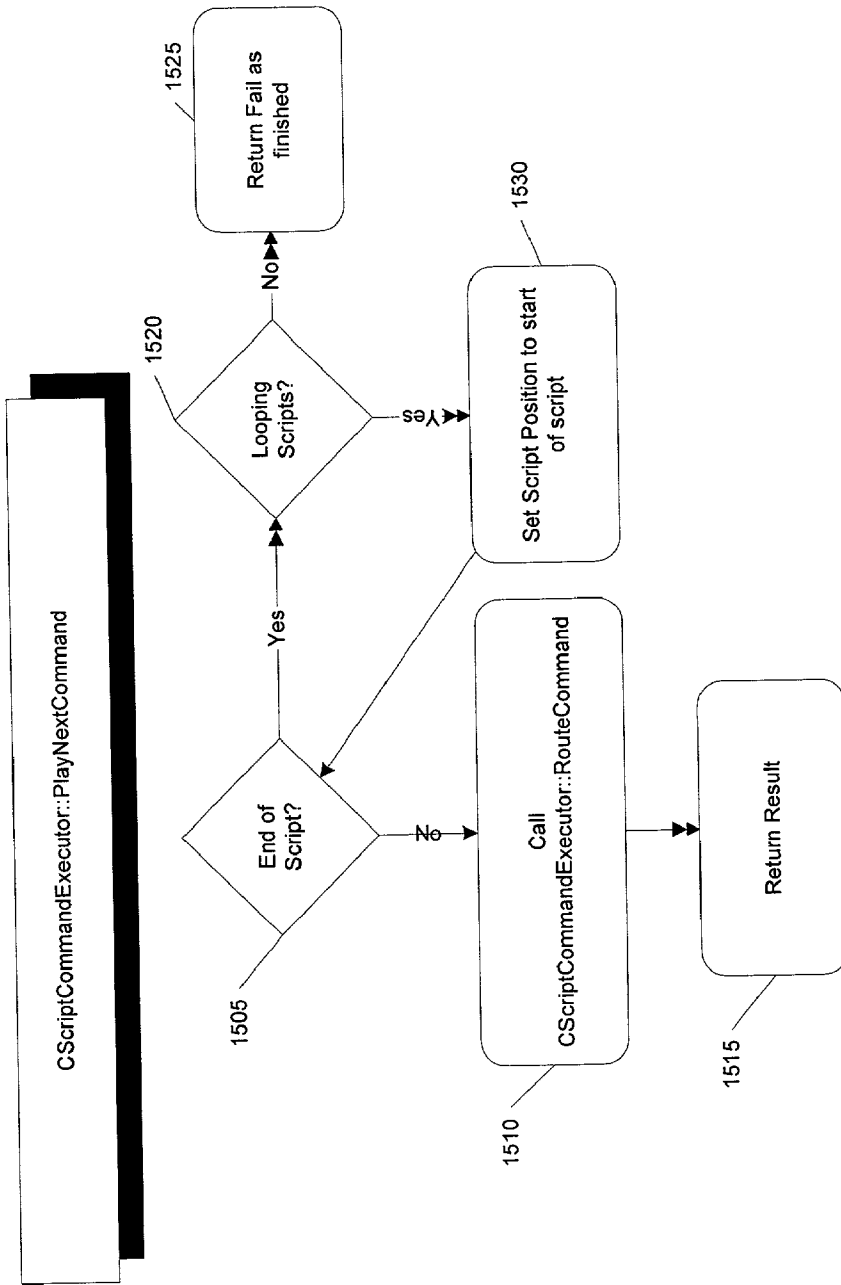 CScriptCommandExecutor::PlayNextCommand
1505
End of
Script?
Yes
1520
Looping
Scripts?
No
1525
Return Fail as
finished
No
Yes
1510
Call
CScriptCommandExecutor::RouteCommand
1530
Set Script Position to start
of script
1515
Return Result